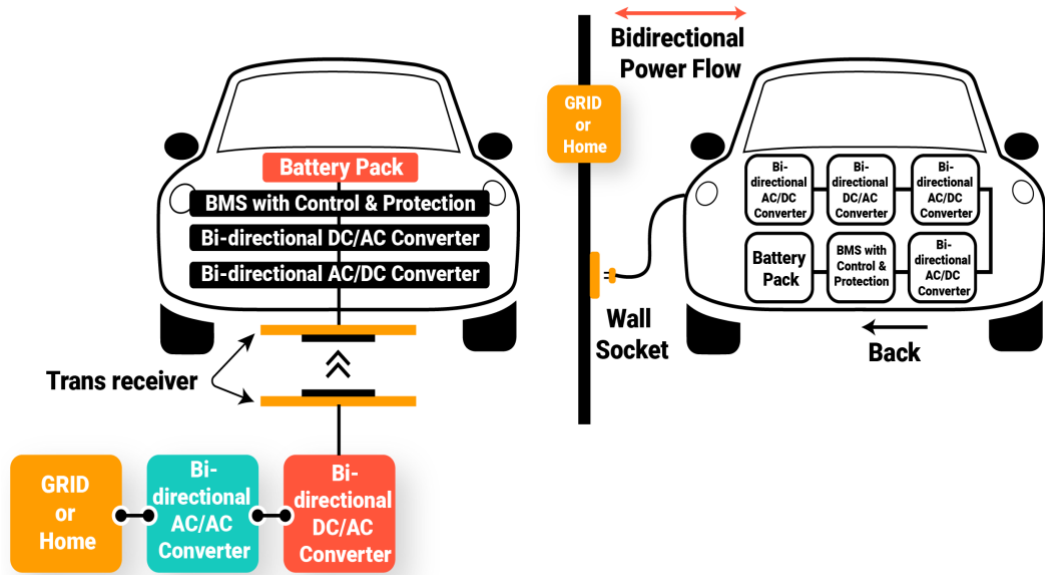 Battery Pack
BMS with Control & Protection
Bi-directional DC/AC Converter
Bi-directional AC/DC Converter
Trans receiver
GRID
or
Home
Bi-
directional
AC/AC
Converter
Bi-
directional
DC/AC
Converter
Bidirectional
Power Flow
GRID
or
Home
Wall
Socket
Bi-
directional
AC/DC
Converter
Bi-
directional
DC/AC
Converter
Bi-
directional
AC/DC
Converter
Battery
Pack
BMS with
Control &
Protection
Bi-
directional
AC/DC
Converter
Back